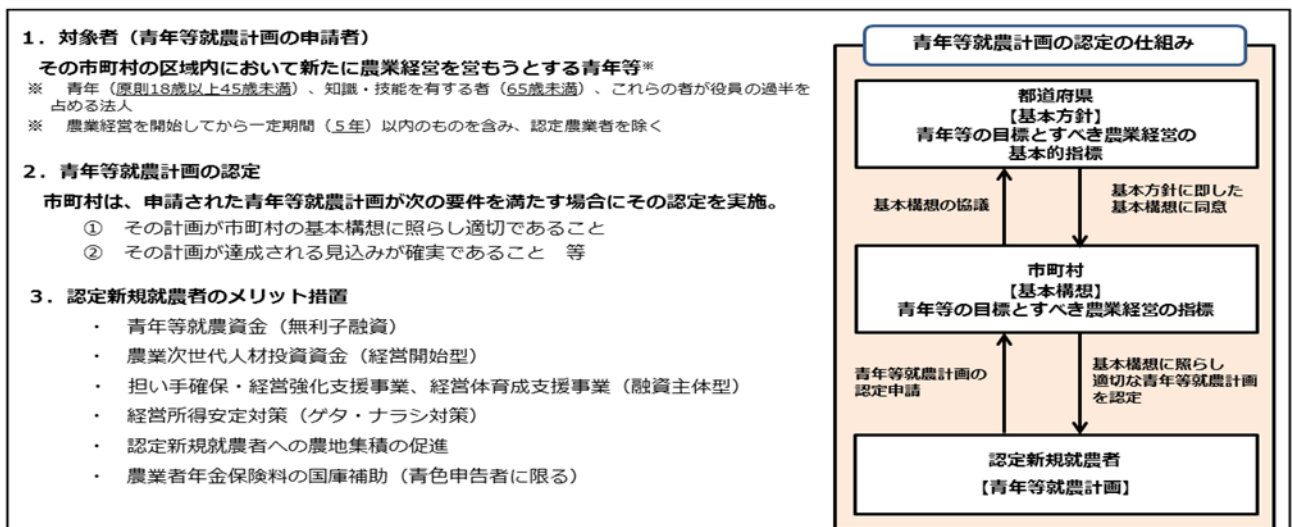 1．対象者（青年等就農計画の申請者）
その市町村の区域内において新たに農業経営を営もうとする青年等※
※　青年（原則18歳以上45歳未満）、知識・技能を有する者（65歳未満）、これらの者が役員の過半を
占める法人
※　農業経営を開始してから一定期間（５年）以内のものを含み、認定農業者を除く
2．青年等就農計画の認定
市町村は、申請された青年等就農計画が次の要件を満たす場合にその認定を実施。
①　その計画が市町村の基本構想に照らし適切であること
②　その計画が達成される見込みが確実であること　等
3．認定新規就農者のメリット措置
・　青年等就農資金（無利子融資）
・　農業次世代人材投資資金（経営開始型）
・　担い手確保・経営強化支援事業、経営体育成支援事業（融資主体型）
・　経営所得安定対策（ゲタ・ナラシ対策）
・　認定新規就農者への農地集積の促進
・　農業者年金保険料の国庫補助（青色申告者に限る）
青年等就農計画の認定の仕組み
都道府県
【基本方針】
青年等の目標とすべき農業経営の
基本的指標
基本構想の協議
基本方針に即した
基本構想に同意
市町村
【基本構想】
青年等の目標とすべき農業経営の指標
青年等就農計画の
認定申請
基本構想に照らし
適切な青年等就農計画
を認定
認定新規就農者
【青年等就農計画】